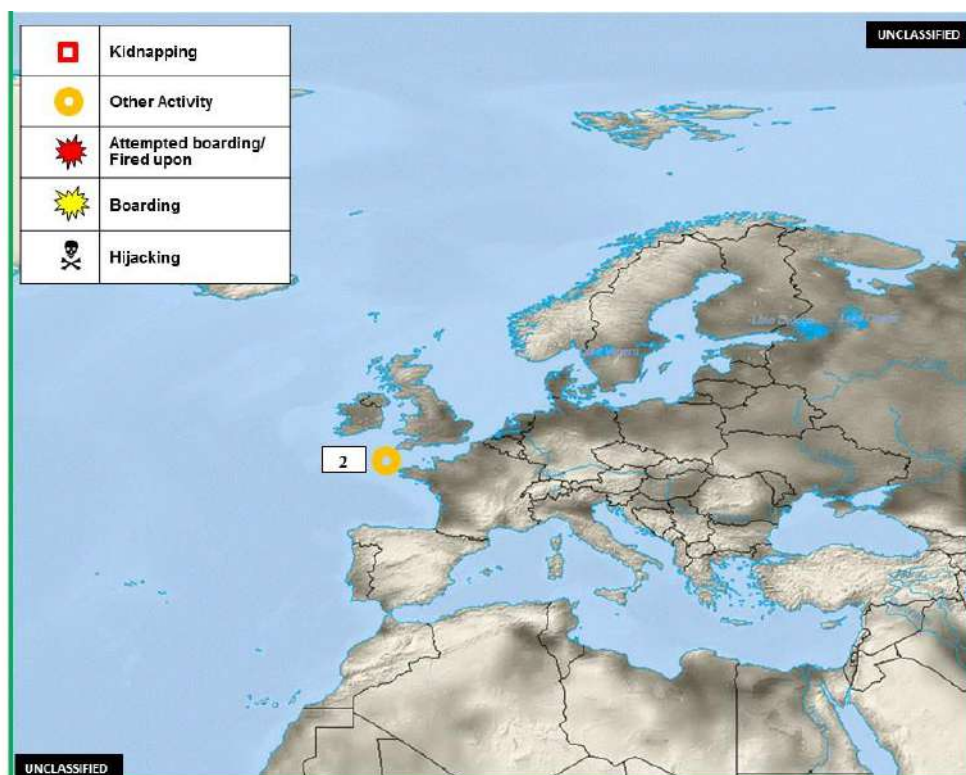 UNCLASSIFIED
Kidnapping
Other Activity
Attempted boarding/
Fired upon
Boarding
Hijacking
2
UNCLASSIFIED